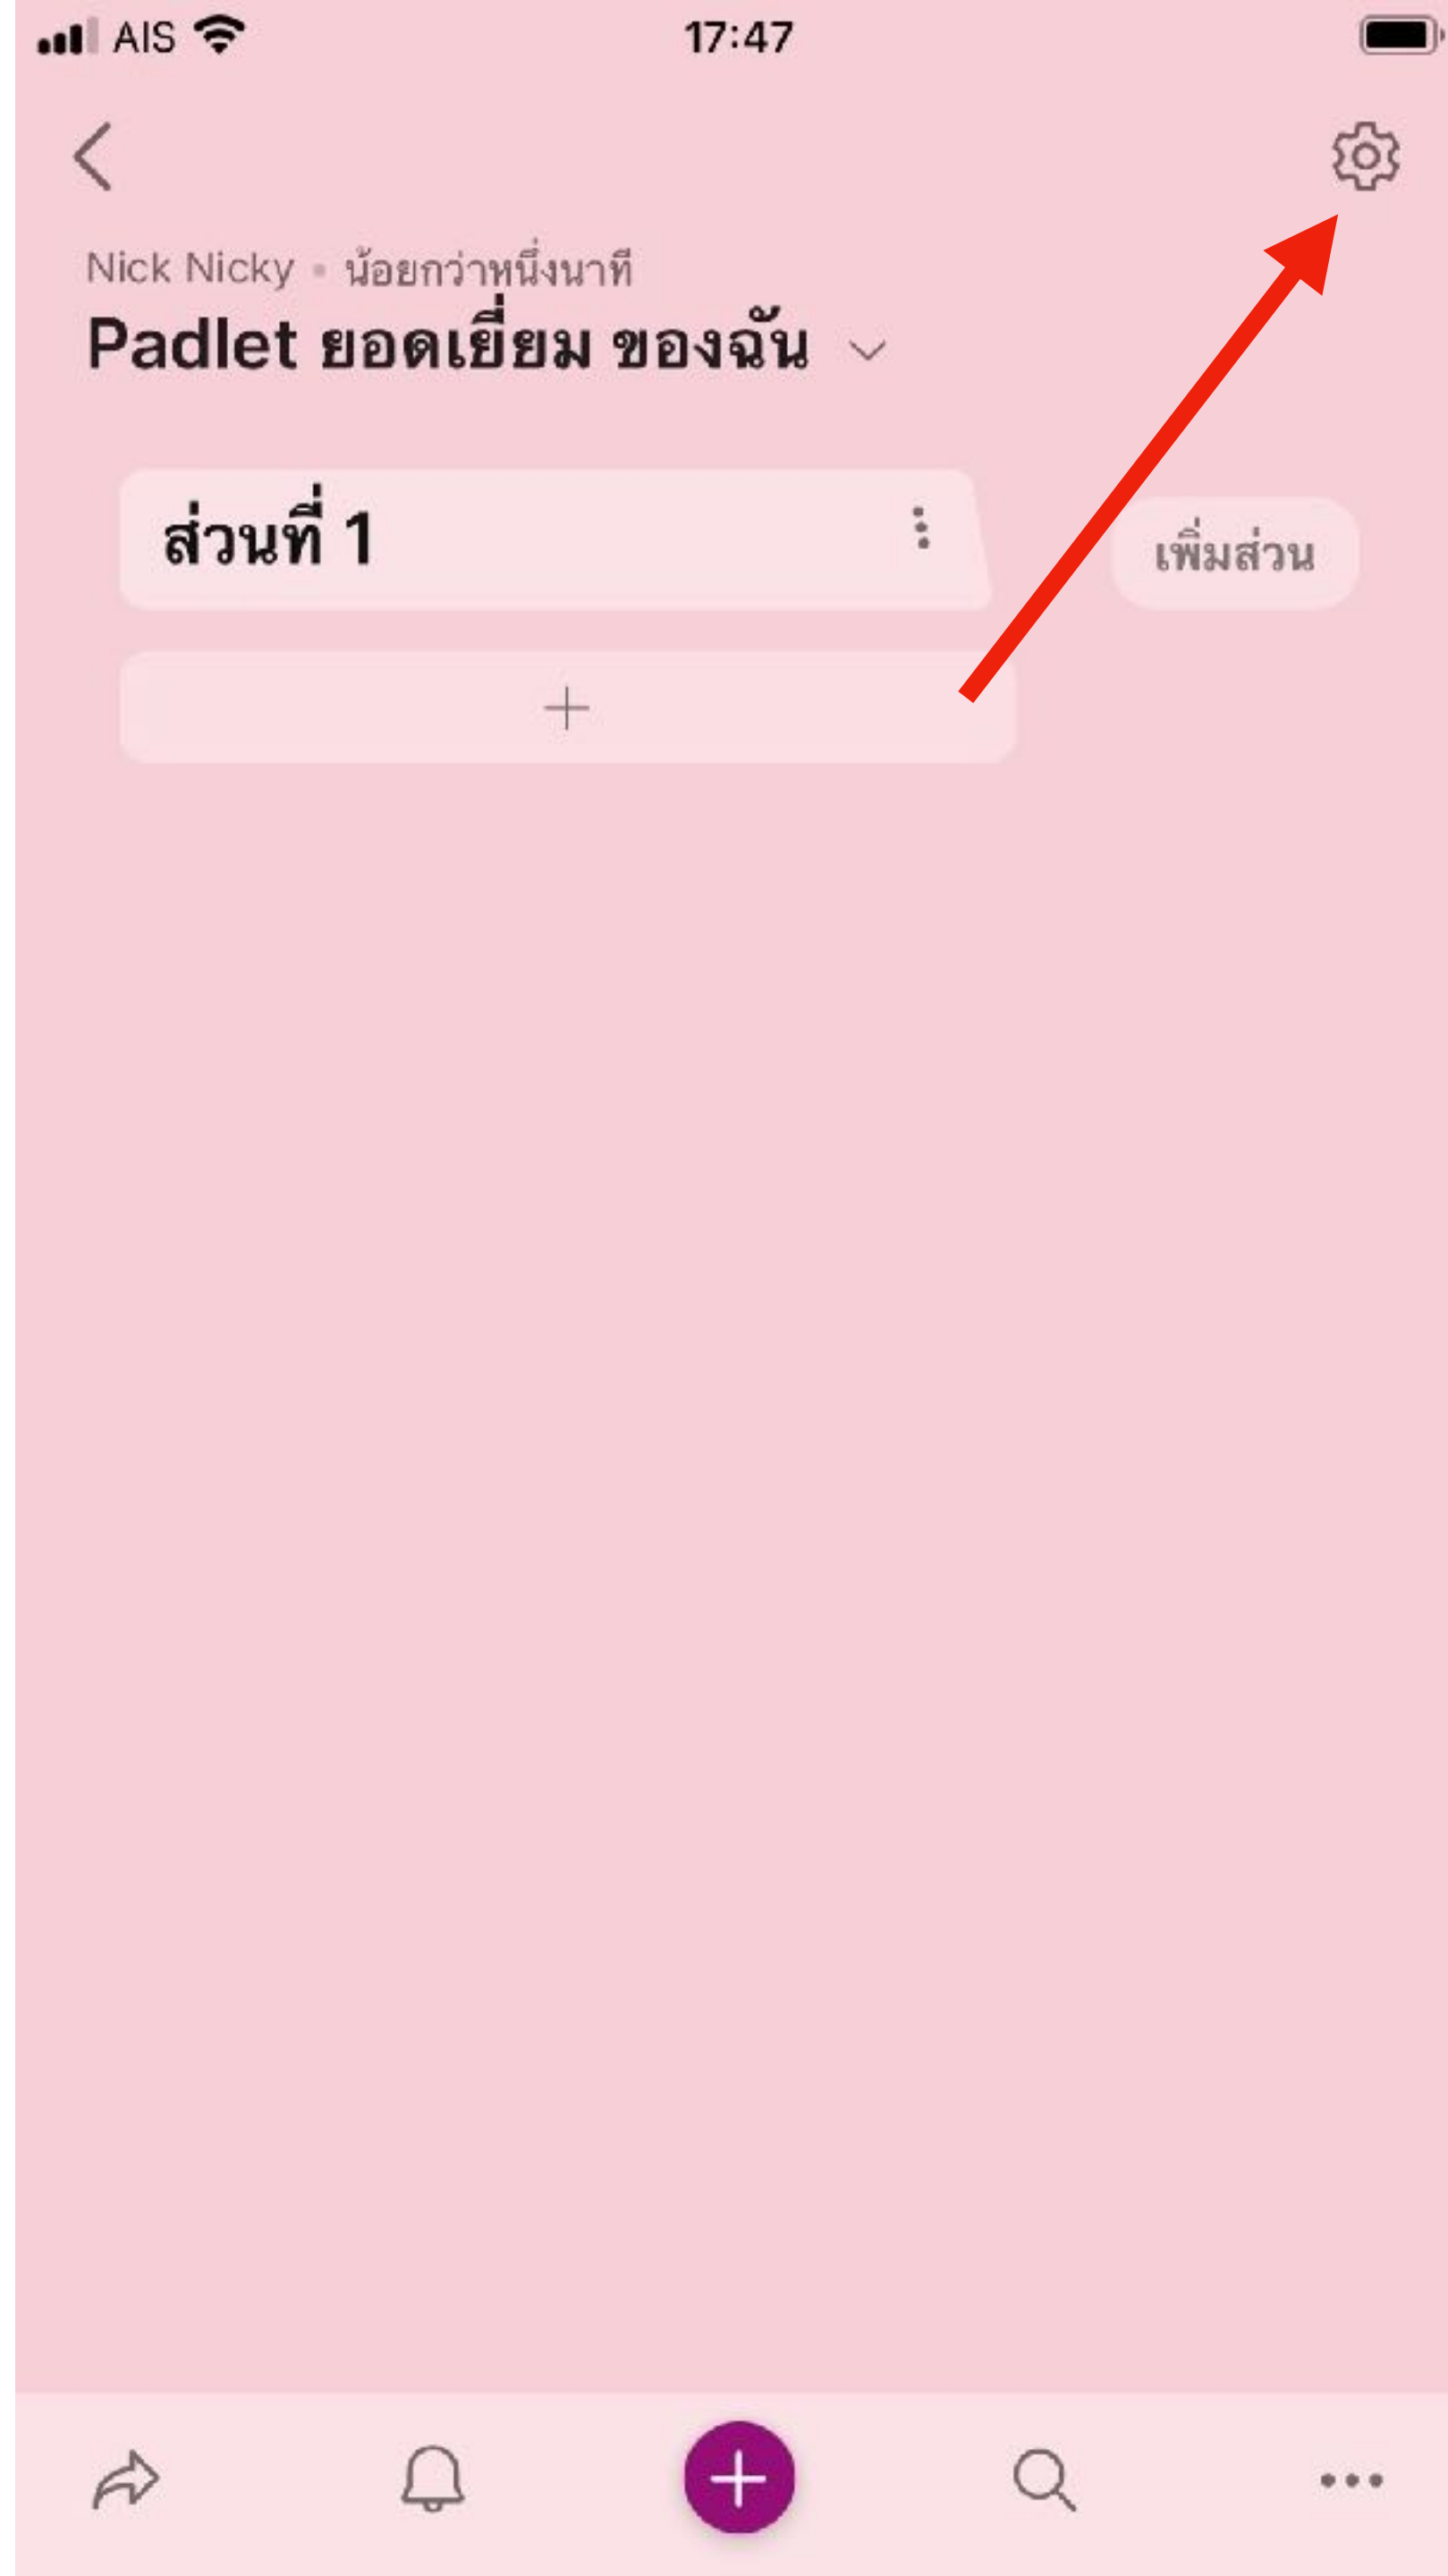 AIS 17:47
Nick Nicky • น้อยกว่าหนึ่งนาที
Padlet ยอดเยี่ยม ของฉัน
ส่วนที่ 1
เพิ่มส่วน